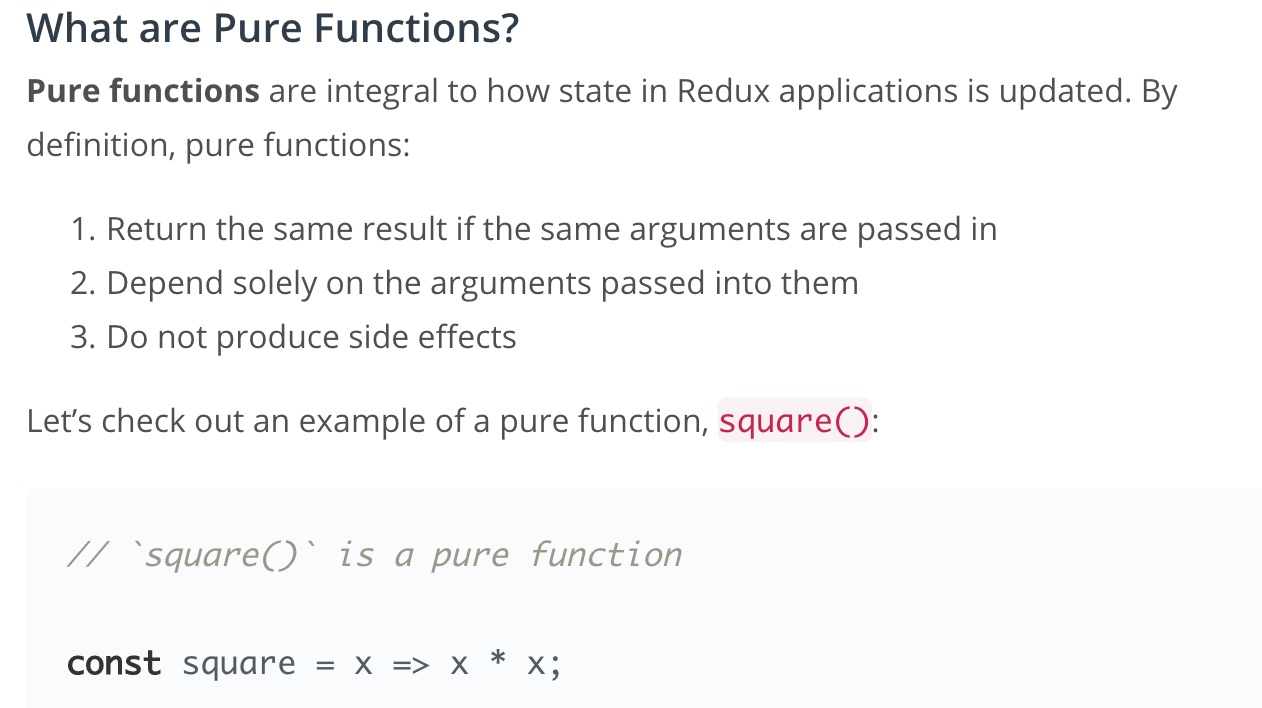 What are Pure Functions?
Pure functions are integral to how state in Redux applications is updated. By
definition, pure functions:
1. Return the same result if the same arguments are passed in
2. Depend solely on the arguments passed into them
3. Do not produce side effects
Let’s check out an example of a pure function, square():
// `square()` is a pure function
const square = x => x * x;